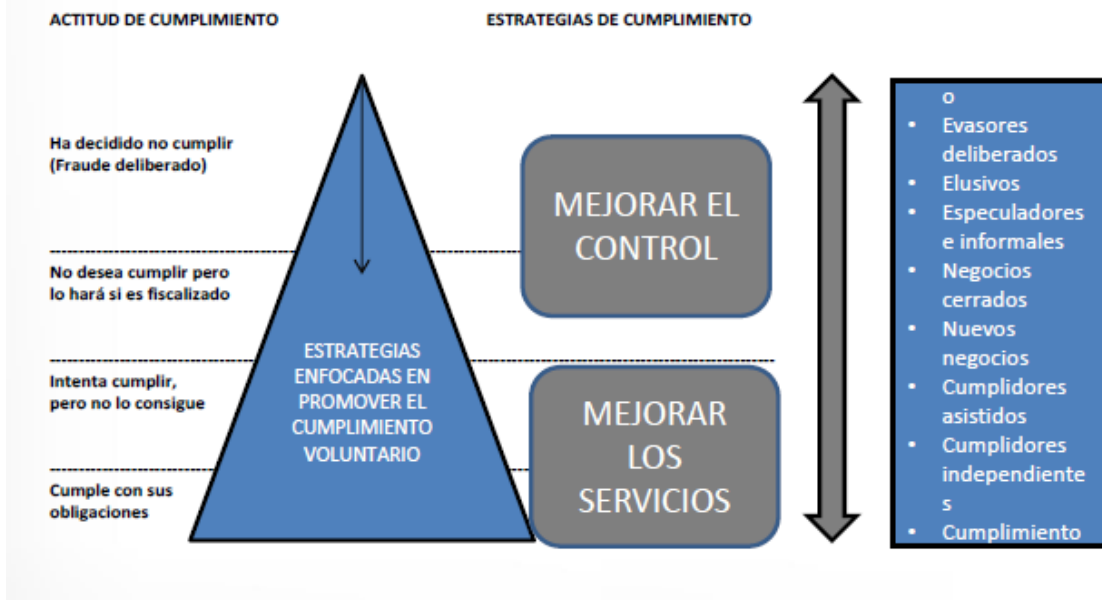 ACTITUD DE CUMPLIMIENTO
ESTRATEGIAS DE CUMPLIMIENTO
Ha decidido no cumplir
(Fraude deliberado)
No desea cumplir pero
lo hará si es fiscalizado
Intenta cumplir,
pero no lo consigue
Cumple con sus
obligaciones
ESTRATEGIAS
ENFOCADAS EN
PROMOVER EL
CUMPLIMIENTO
VOLUNTARIO
MEJORAR EL
CONTROL
MEJORAR
LOS
SERVICIOS
o
• Evasores
deliberados
• Elusivos
• Especuladores
e informales
• Negocios
cerrados
• Nuevos
negocios
• Cumplidores
asistidos
• Cumplidores
independiente
s
• Cumplimiento